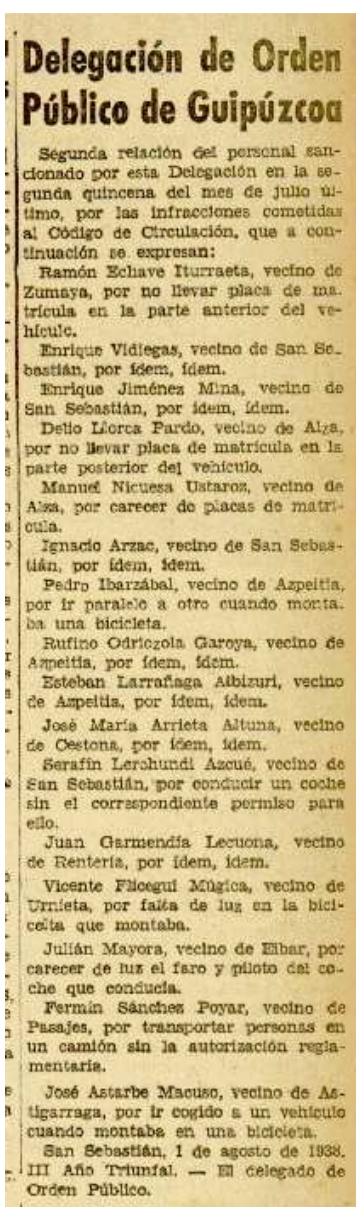 Delegación de Orden
Público de Guipúzcoa
Segunda relación del personal san-
cionado por esta Delegación en la se-
gunda quincena del mes de julio úl-
timo, por las infracciones cometidas
al Código de Circulación, que a con-
tinuación se expresan:
Ramón Echave Iturraeta, vecino de
Zumaya, por no llevar placa de ma-
trícula en la parte anterior del ve-
hículo.
Enrique Vidiegas, vecino de San Se-
bastián, por ídem, ídem.
Enrique Jiménez Mina, vecino de
San Sebastián, por ídem, ídem.
Delio Llorca Pardo, vecino de Alza,
por no llevar placa de matrícula en la
parte posterior del vehículo.
Manuel Nicuesa Ustaroz, vecino de
Alza, por carecer de placas de matrí-
cula.
Ignacio Arzac, vecino de San Sebas-
tián, por ídem, ídem.
Pedro Ibarzábal, vecino de Azpeitia,
por ir paralelo a otro cuando monta-
ba una bicicleta.
Rufino Odriczola Garoya, vecino de
Azpeitia, por ídem, ídem.
Esteban Larrañaga Albizuri, vecino
de Azpeitia, por ídem, ídem.
José María Arrieta Altuna, vecino
de Cestona, por ídem, ídem.
Serafín Lerchundi Azcué, vecino de
San Sebastián, por conducir un coche
sin el correspondiente permiso para
ello.
Juan Garmendía Lecuona, vecino
de Rentería, por ídem, ídem.
Vicente Flicegui Múgica, vecino de
Urnieta, por falta de luz en la bici-
celta que montaba.
Julián Mayora, vecino de Eibar, por
carecer de luz el faro y piloto del co-
che que conducía.
Fermín Sánchez Poyar, vecino de
Pasajes, por transportar personas en
un camión sin la autorización regla-
mentaria.
José Astarbe Macuso, vecino de As-
tigarraga, por ir cogido a un vehículo
cuando montaba en una bicicleta.
San Sebastián, 1 de agosto de 1938.
III Año Triunfal. — El delegado de
Orden Público.